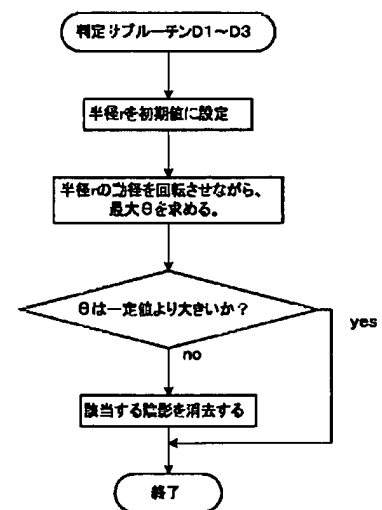 判定サブルーチンD1～D3
半径rを初期値に設定
半径rの動径を回転させながら、
最大θを求める。
θは一定値より大きいか？
yes
no
該当する陰影を消去する
終了